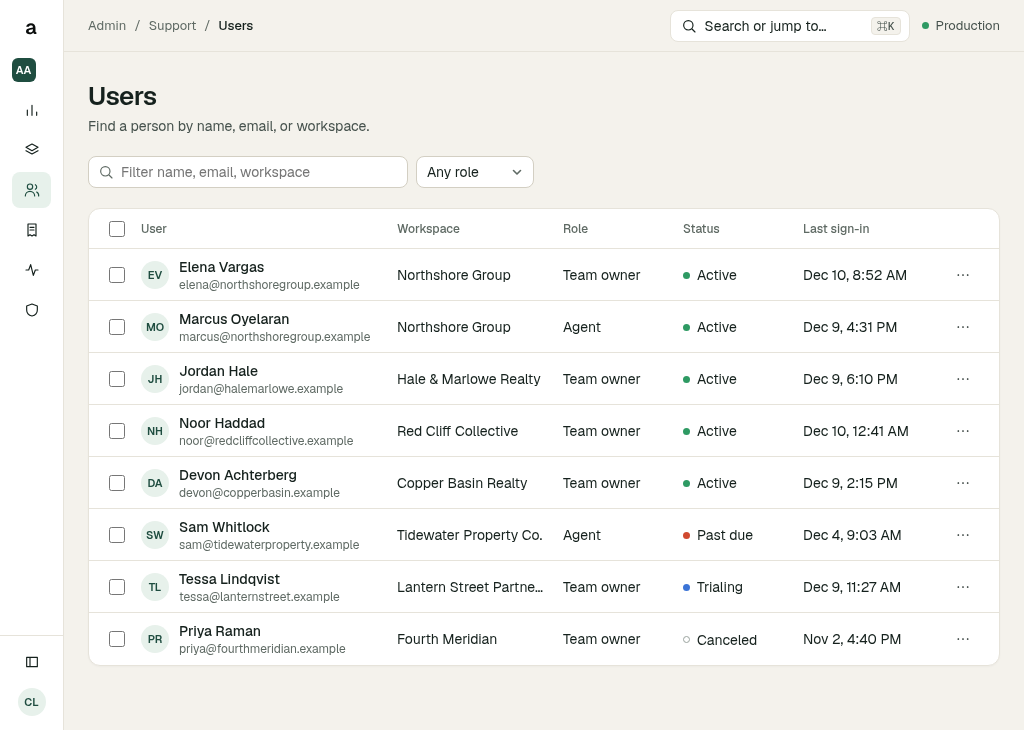 a
Admin / Support / Users
Search or jump to…
⌘K
Production
AA
Users
Find a person by name, email, or workspace.
Filter name, email, workspace
Any role
User Workspace Role Status Last sign-in
EV Elena Vargas
elena@northshoregroup.example
Northshore Group Team owner Active Dec 10, 8:52 AM
MO Marcus Oyelaran
marcus@northshoregroup.example
Northshore Group Agent Active Dec 9, 4:31 PM
JH Jordan Hale
jordan@halemarlowe.example
Hale & Marlowe Realty Team owner Active Dec 9, 6:10 PM
NH Noor Haddad
noor@redcliffcollective.example
Red Cliff Collective Team owner Active Dec 10, 12:41 AM
DA Devon Achterberg
devon@copperbasin.example
Copper Basin Realty Team owner Active Dec 9, 2:15 PM
SW Sam Whitlock
sam@tidewaterproperty.example
Tidewater Property Co. Agent Past due Dec 4, 9:03 AM
TL Tessa Lindqvist
tessa@lanternstreet.example
Lantern Street Partne… Team owner Trialing Dec 9, 11:27 AM
PR Priya Raman
priya@fourthmeridian.example
Fourth Meridian Team owner Canceled Nov 2, 4:40 PM
CL